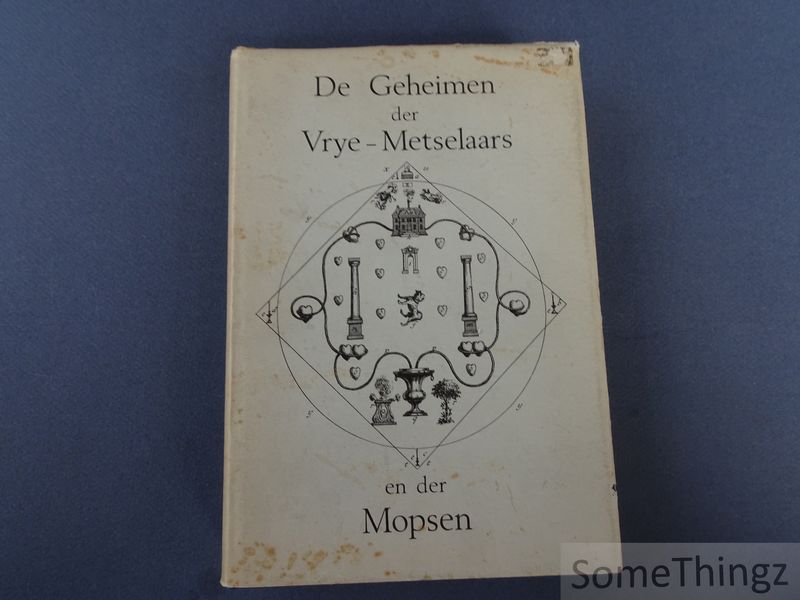 De Geheimen
der
Vrye - Metselaars
en der
Mopsen
SomeThingz